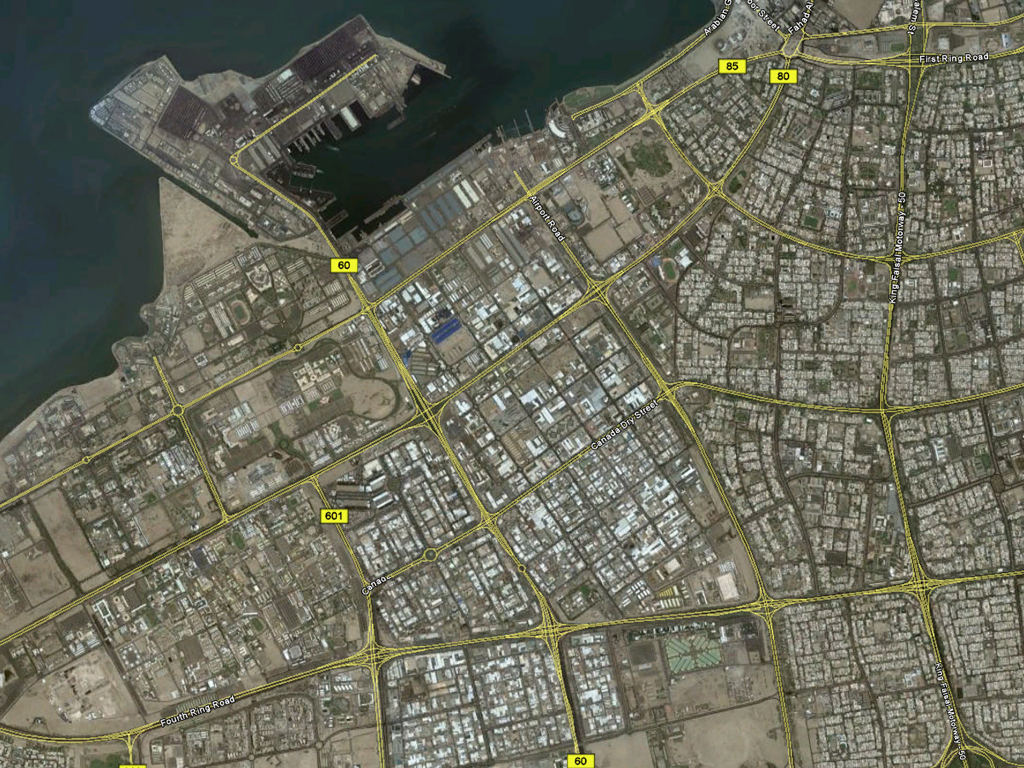 85
80
First Ring Road
Airport Road
King Faisal Motorway - 50
60
Canada Dry Street
601
Fourth Ring Road
King Faisal Motorway - 50
60